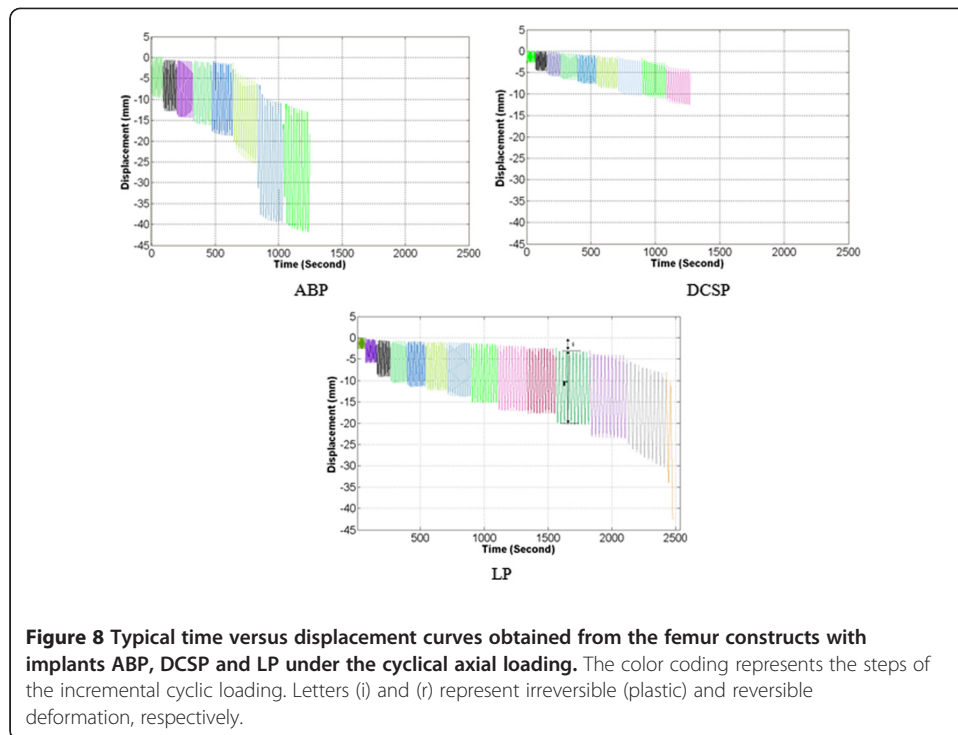 5
0
-5
-10
-15
-20
-25
-30
-35
-40
-45
Displacement (mm)
0 500 1000 1500 2000 2500
Time (Second)
ABP
5
0
-5
-10
-15
-20
-25
-30
-35
-40
-45
Displacement (mm)
0 500 1000 1500 2000 2500
Time (Second)
DCSP
5
0
-5
-10
-15
-20
-25
-30
-35
-40
-45
Displacement (mm)
i
r
500 1000 1500 2000 2500
Time (Second)
LP
Figure 8 Typical time versus displacement curves obtained from the femur constructs with
implants ABP, DCSP and LP under the cyclical axial loading. The color coding represents the steps of
the incremental cyclic loading. Letters (i) and (r) represent irreversible (plastic) and reversible
deformation, respectively.